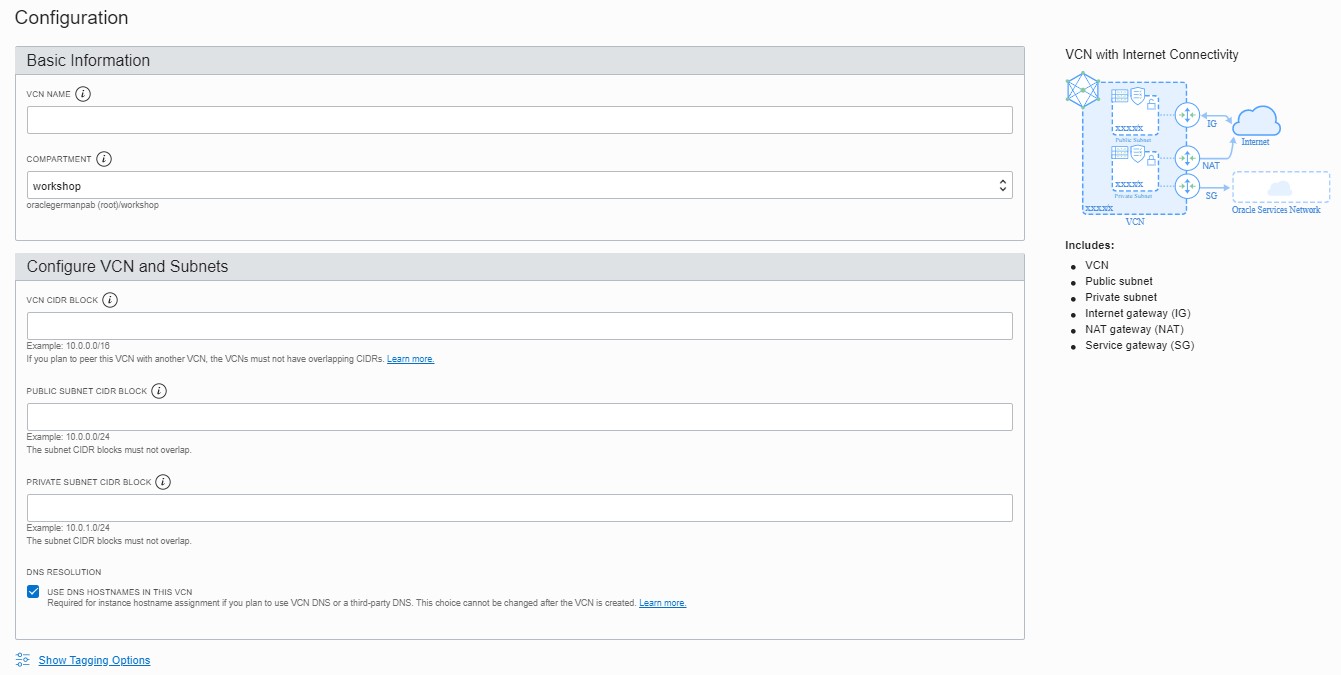 Configuration
Basic Information
VCN NAME
COMPARTMENT
workshop
oraclegermanpab (root)/workshop
Configure VCN and Subnets
VCN CIDR BLOCK
Example: 10.0.0.0/16
If you plan to peer this VCN with another VCN, the VCNs must not have overlapping CIDRs. Learn more.
PUBLIC SUBNET CIDR BLOCK
Example: 10.0.0.0/24
The subnet CIDR blocks must not overlap.
PRIVATE SUBNET CIDR BLOCK
Example: 10.0.1.0/24
The subnet CIDR blocks must not overlap.
DNS RESOLUTION
USE DNS HOSTNAMES IN THIS VCN
Required for instance hostname assignment if you plan to use VCN DNS or a third-party DNS. This choice cannot be changed after the VCN is created. Learn more.
Show Tagging Options
VCN with Internet Connectivity
xxxxx
Public Subnet
IG
Internet
xxxxx
Private Subnet
NAT
SG
Oracle Services Network
xxxxx
VCN
Includes:
VCN
Public subnet
Private subnet
Internet gateway (IG)
NAT gateway (NAT)
Service gateway (SG)